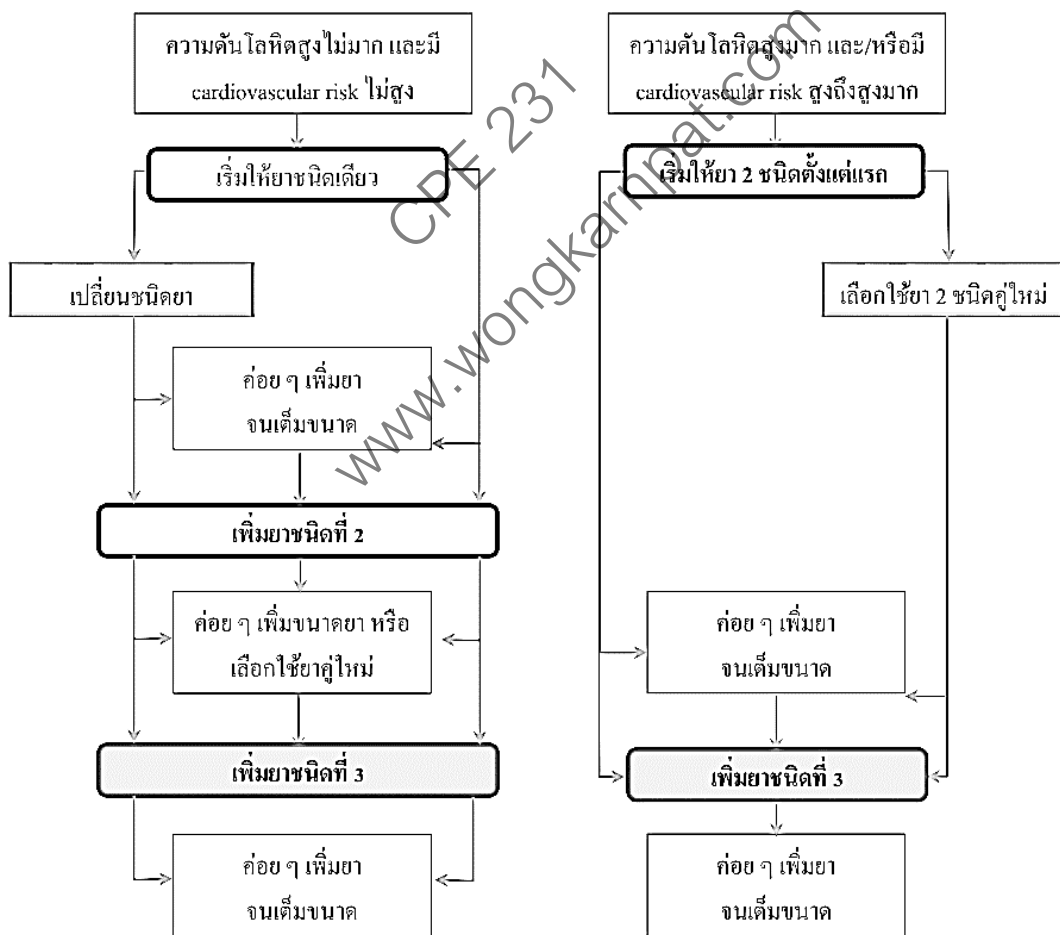 ความดันโลหิตสูงไม่มาก และมี
cardiovascular risk ไม่สูง
เริ่มให้ยาชนิดเดียว
เปลี่ยนชนิดยา
ค่อย ๆ เพิ่มยา
จนเต็มขนาด
เพิ่มยาชนิดที่ 2
ค่อย ๆ เพิ่มขนาดยา หรือ
เลือกใช้ยาคู่ใหม่
เพิ่มยาชนิดที่ 3
ค่อย ๆ เพิ่มยา
จนเต็มขนาด
ความดันโลหิตสูงมาก และ/หรือมี
cardiovascular risk สูงถึงสูงมาก
เริ่มให้ยา 2 ชนิดตั้งแต่แรก
เลือกใช้ยา 2 ชนิดคู่ใหม่
ค่อย ๆ เพิ่มยา
จนเต็มขนาด
เพิ่มยาชนิดที่ 3
ค่อย ๆ เพิ่มยา
จนเต็มขนาด
CPE 231
www.wongkarnpat.com